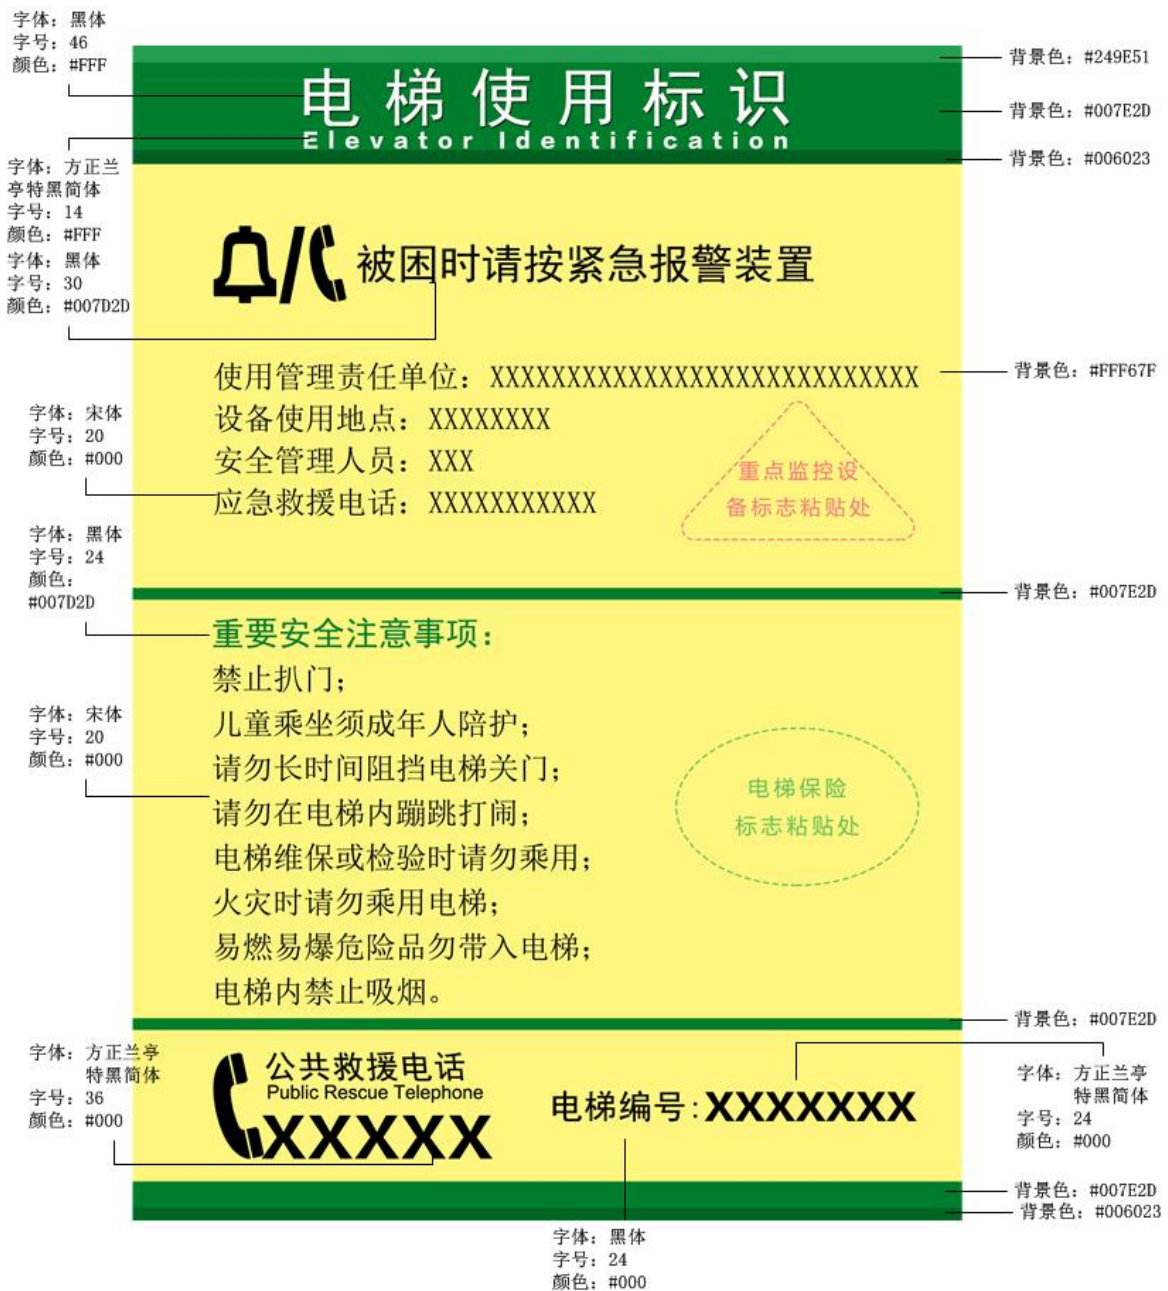 字体：黑体
字号：46
颜色：#FFF
背景色：#249E51
电梯使用标识
背景色：#007E2D
Elevator Identification
背景色：#006023
字体：方正兰
亭特黑简体
字号：14
颜色：#FFF
字体：黑体
字号：30
颜色：#007D2D
被困时请按紧急报警装置
使用管理责任单位：XXXXXXXXXXXXXXXXXXXXXXXXXXXX
背景色：#FFF67F
设备使用地点：XXXXXXXX
安全管理人员：XXX
应急救援电话：XXXXXXXXXXX
字体：宋体
字号：20
颜色：#000
重点监控设
备标志粘贴处
字体：黑体
字号：24
颜色：
#007D2D
背景色：#007E2D
重要安全注意事项：
禁止扒门；
儿童乘坐须成年人陪护；
请勿长时间阻挡电梯关门；
请勿在电梯内蹦跳打闹；
电梯维保或检验时请勿乘用；
火灾时请勿乘用电梯；
易燃易爆危险品勿带入电梯；
电梯内禁止吸烟。
字体：宋体
字号：20
颜色：#000
电梯保险
标志粘贴处
背景色：#007E2D
字体：方正兰亭
特黑简体
字号：36
颜色：#000
公共救援电话
Public Rescue Telephone
XXXXX
电梯编号:XXXXXXX
字体：方正兰亭
特黑简体
字号：24
颜色：#000
背景色：#007E2D
背景色：#006023
字体：黑体
字号：24
颜色：#000